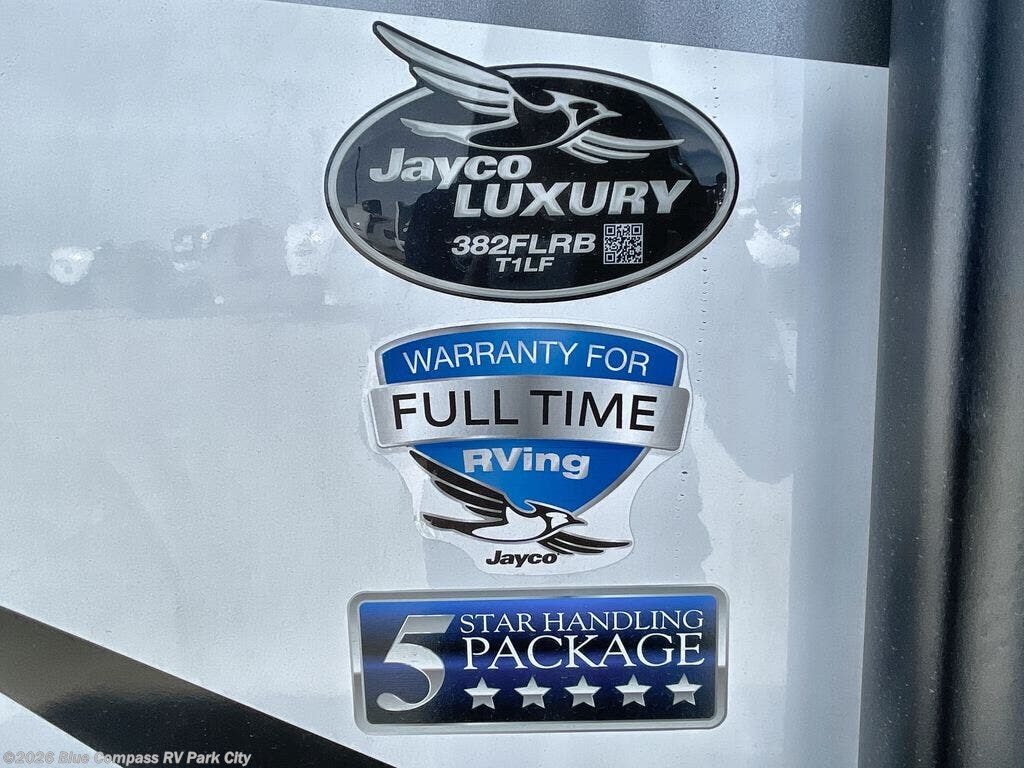 Jayco
LUXURY
382FLRB
T1LF
WARRANTY FOR
FULL TIME
RVing
Jayco
5 STAR HANDLING
PACKAGE
©2026 Blue Compass RV Park City